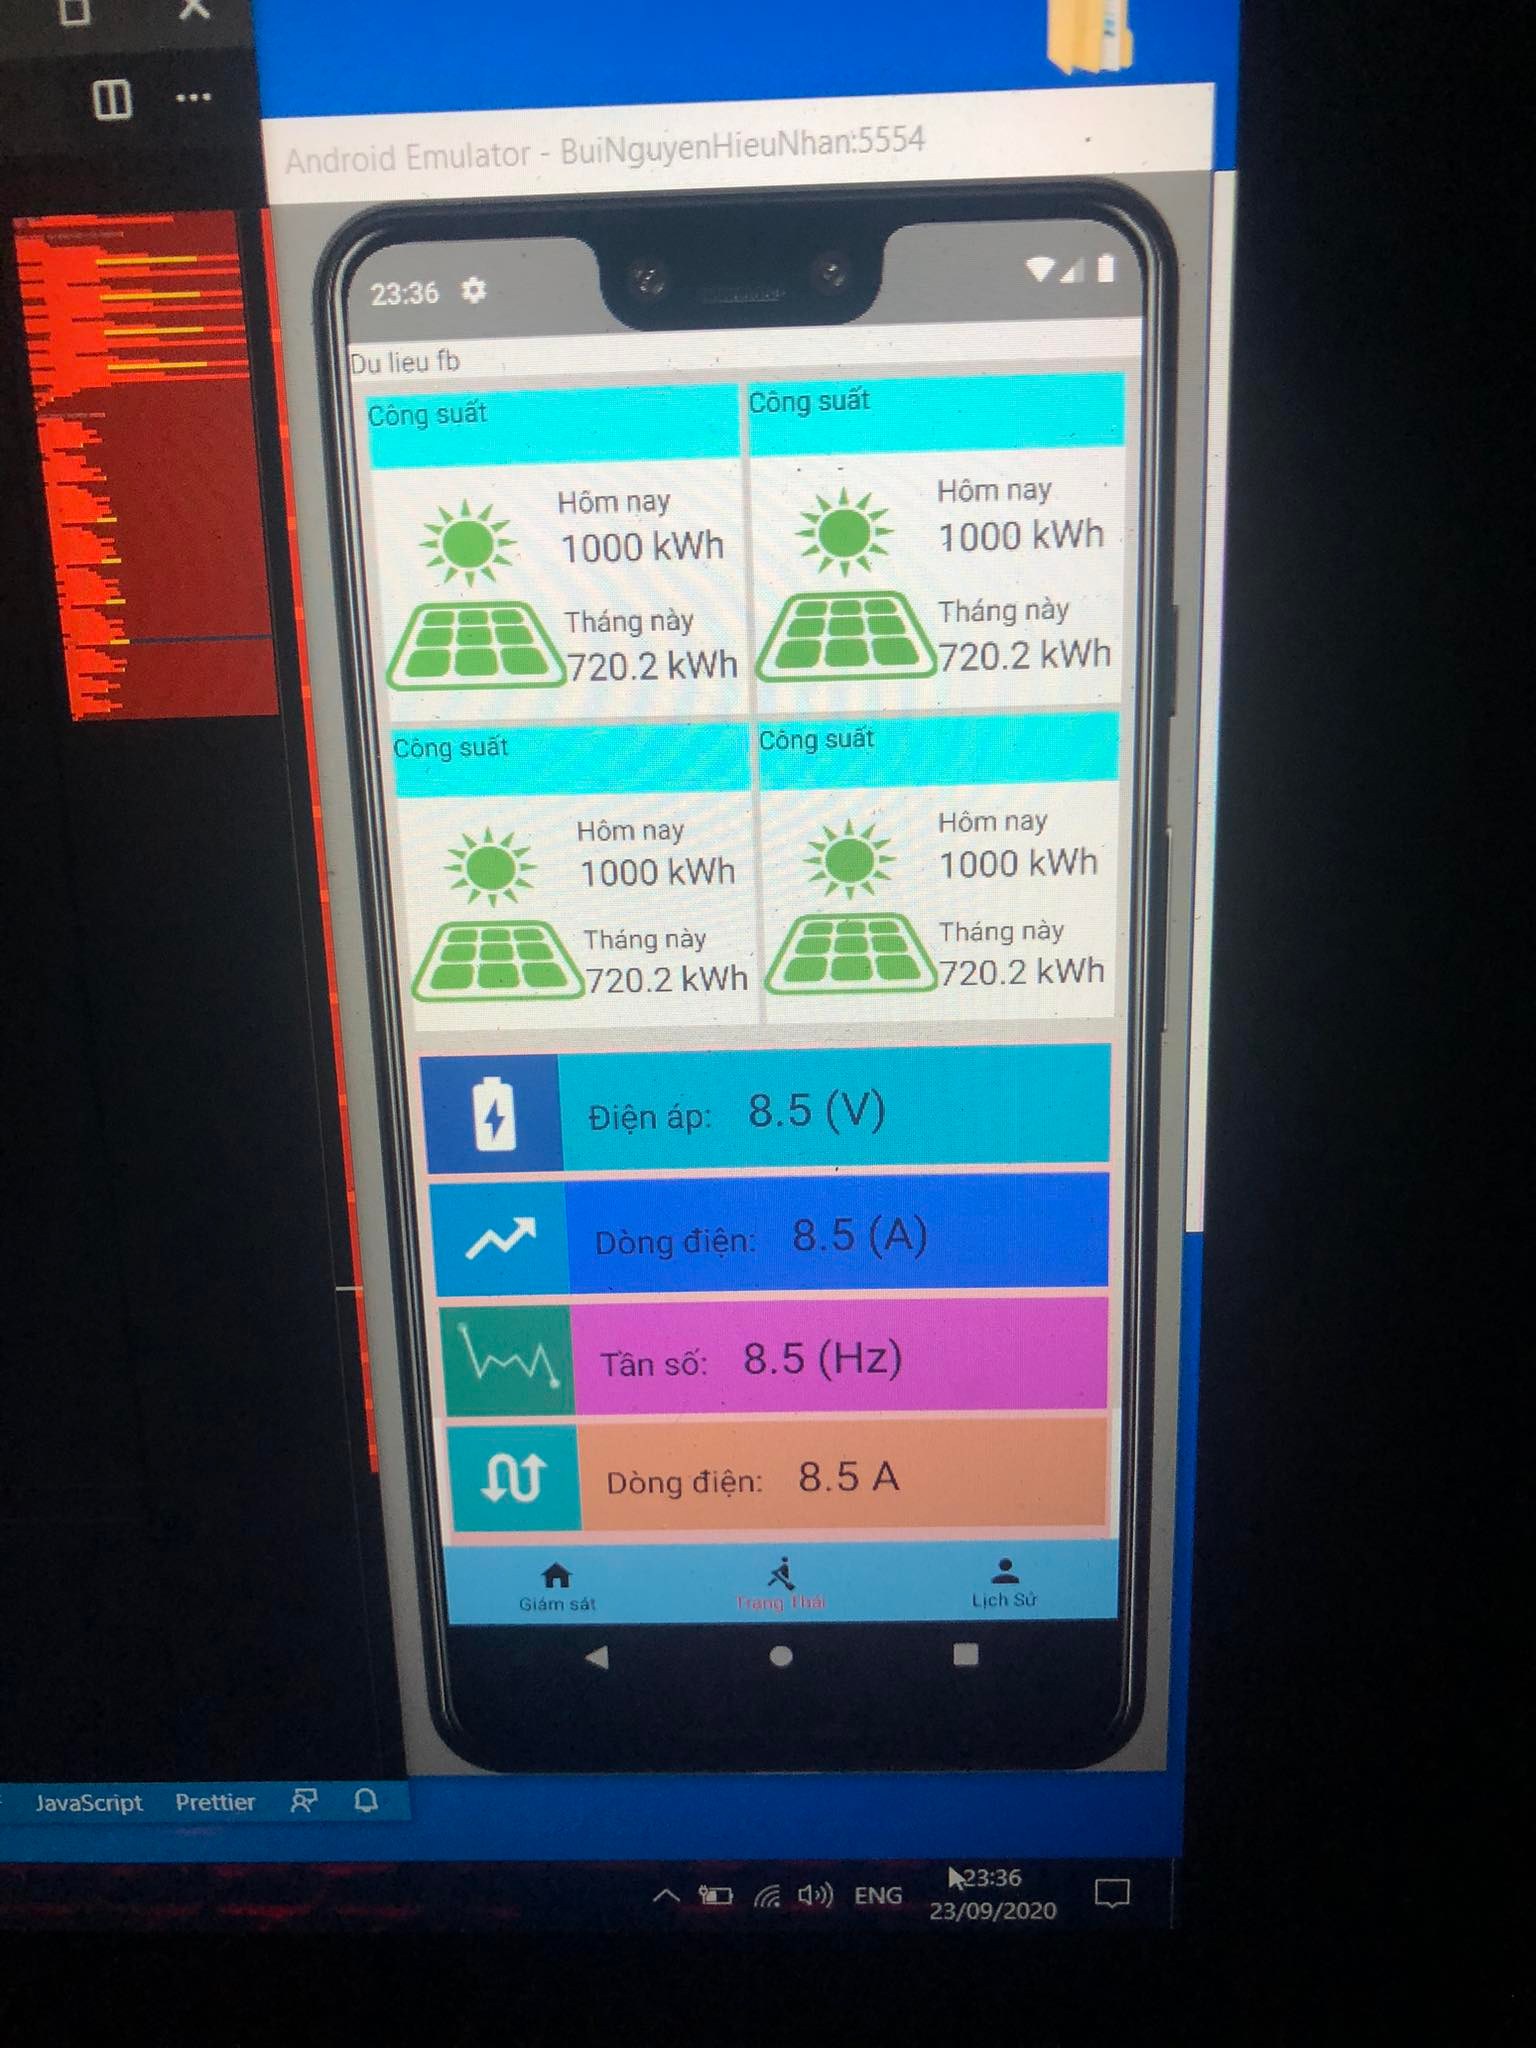 Android Emulator - BuiNguyenHieuNhan:5554
23:36
Du lieu fb
Công suất
Công suất
Hôm nay
1000 kWh
Hôm nay
1000 kWh
Tháng này
720.2 kWh
Tháng này
720.2 kWh
Công suất
Công suất
Hôm nay
1000 kWh
Hôm nay
1000 kWh
Tháng này
720.2 kWh
Tháng này
720.2 kWh
Điện áp: 8.5 (V)
Dòng điện: 8.5 (A)
Tần số: 8.5 (Hz)
Dòng điện: 8.5 A
Giám sát
Trạng Thái
Lịch Sử
JavaScript Prettier
ENG
23:36
23/09/2020